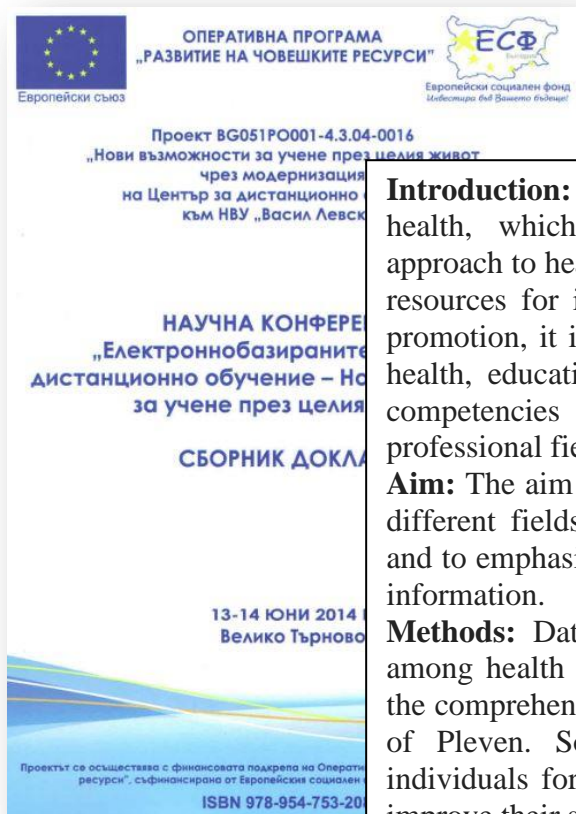 ОПЕРАТИВНА ПРОГРАМА
„РАЗВИТИЕ НА ЧОВЕШКИТЕ РЕСУРСИ"
ЕСФ
България
Европейски съюз
Европейски социален фонд
Инвестира във Вашето бъдеще!
Проект BG051PO001-4.3.04-0016
„Нови възможности за учене през целия живот
чрез модернизация
на Център за дистанционно
към НВУ „Васил Левск
НАУЧНА КОНФЕРЕ
„Електроннобазираните
дистанционно обучение – Но
за учене през целия
СБОРНИК ДОКЛА
13-14 ЮНИ 2014
Велико Търново
Проектът се осъществява с финансовата подкрепа на Операти
ресурси", съфинансирана от Европейския социален
ISBN 978-954-753-20
Introduction:
health, which
approach to hea
resources for i
promotion, it i
health, educati
competencies
professional fie
Aim: The aim
different fields
and to emphasi
information.
Methods: Dat
among health
the comprehen
of Pleven. So
individuals for
improve their s